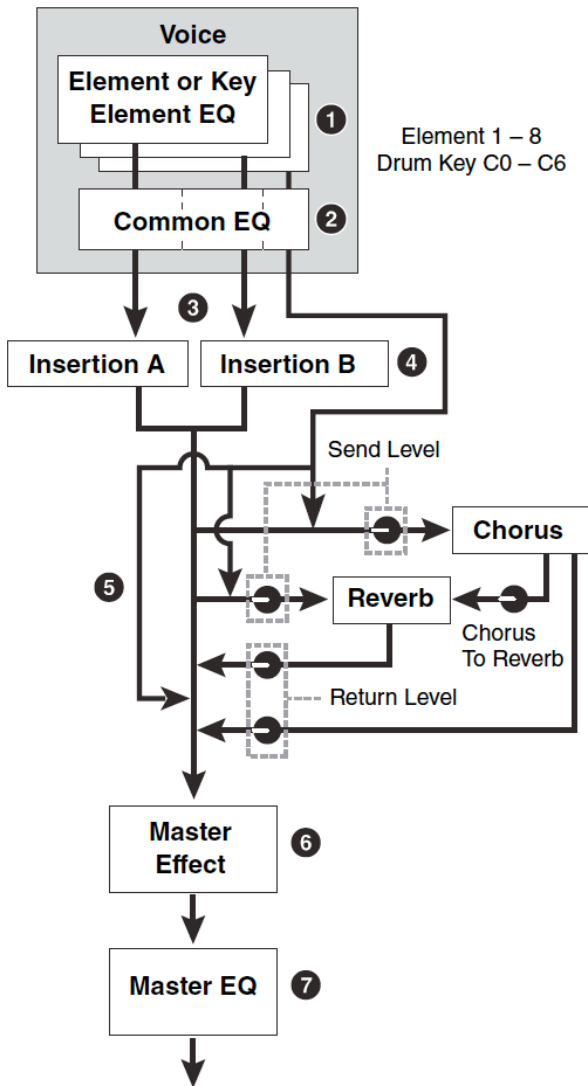 Voice
Element or Key
Element EQ
1
Element 1 – 8
Drum Key C0 – C6
Common EQ
2
3
Insertion A
Insertion B
4
Send Level
Chorus
5
Reverb
Chorus
To Reverb
Return Level
Master
Effect
6
Master EQ
7